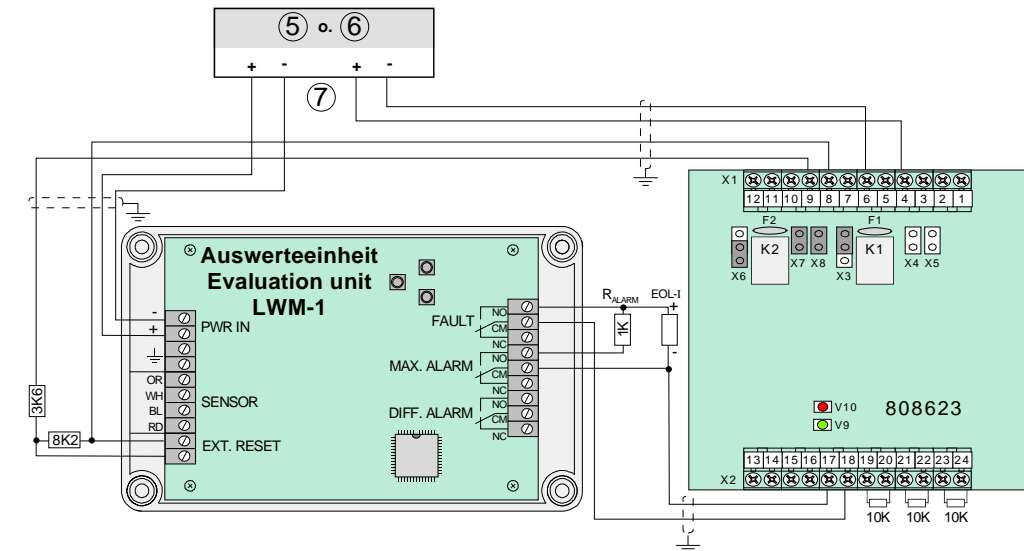 ⑤ o. ⑥
+ - + -
⑦
Auswerteeinheit
Evaluation unit
LWM-1
-
+
PWR IN
OR
WH
BL
RD
SENSOR
EXT. RESET
3K6
8K2
FAULT
NO
CM
NC
MAX. ALARM
NO
CM
NC
DIFF. ALARM
NO
CM
NC
RALARM
1K
EOL-I
+
-
X1
12 11 10 9 8 7 6 5 4 3 2 1
F2
F1
K2
K1
X6
X7 X8
X3
X4 X5
V10
V9
808623
13 14 15 16 17 18 19 20 21 22 23 24
X2
10K 10K 10K